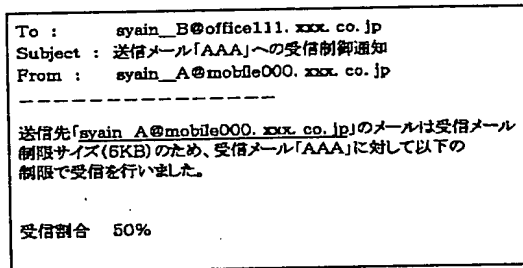 To : syain__B@office111. xxx. co. jp
Subject : 送信メール「AAA」への受信制御通知
From : syain__A@mobile000. xxx. co. jp
-----------------
送信先「syain A@mobile000. xxx. co. jp」のメールは受信メール
制限サイズ(5KB)のため、受信メール「AAA」に対して以下の
制限で受信を行いました。
受信割合 50%